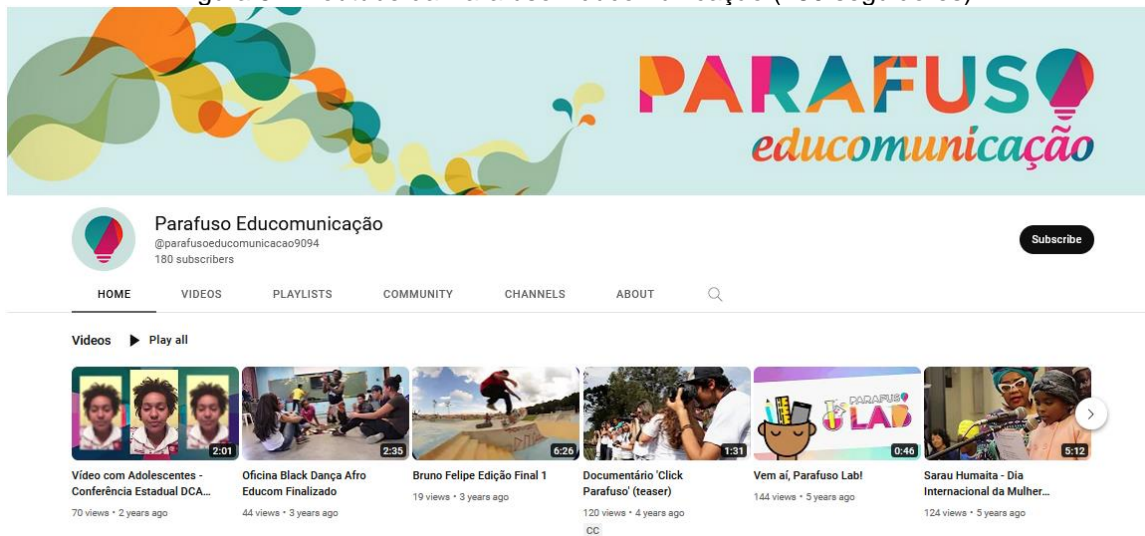 PARAFUSO
educomunicação
Parafuso Educomunicação
@parafusoeducomunicacao9094
180 subscribers
Subscribe
HOME VIDEOS PLAYLISTS COMMUNITY CHANNELS ABOUT
Videos Play all
2:01 2:35 6:26 1:31 0:46 5:12
PARAFUSO
LAB
Vídeo com Adolescentes - Conferência Estadual DCA...
70 views • 2 years ago
Oficina Black Dança Afro Educom Finalizado
44 views • 3 years ago
Bruno Felipe Edição Final 1
19 views • 3 years ago
Documentário 'Click Parafuso' (teaser)
120 views • 4 years ago
CC
Vem aí, Parafuso Lab!
144 views • 5 years ago
Sarau Humaita - Dia Internacional da Mulher...
124 views • 5 years ago